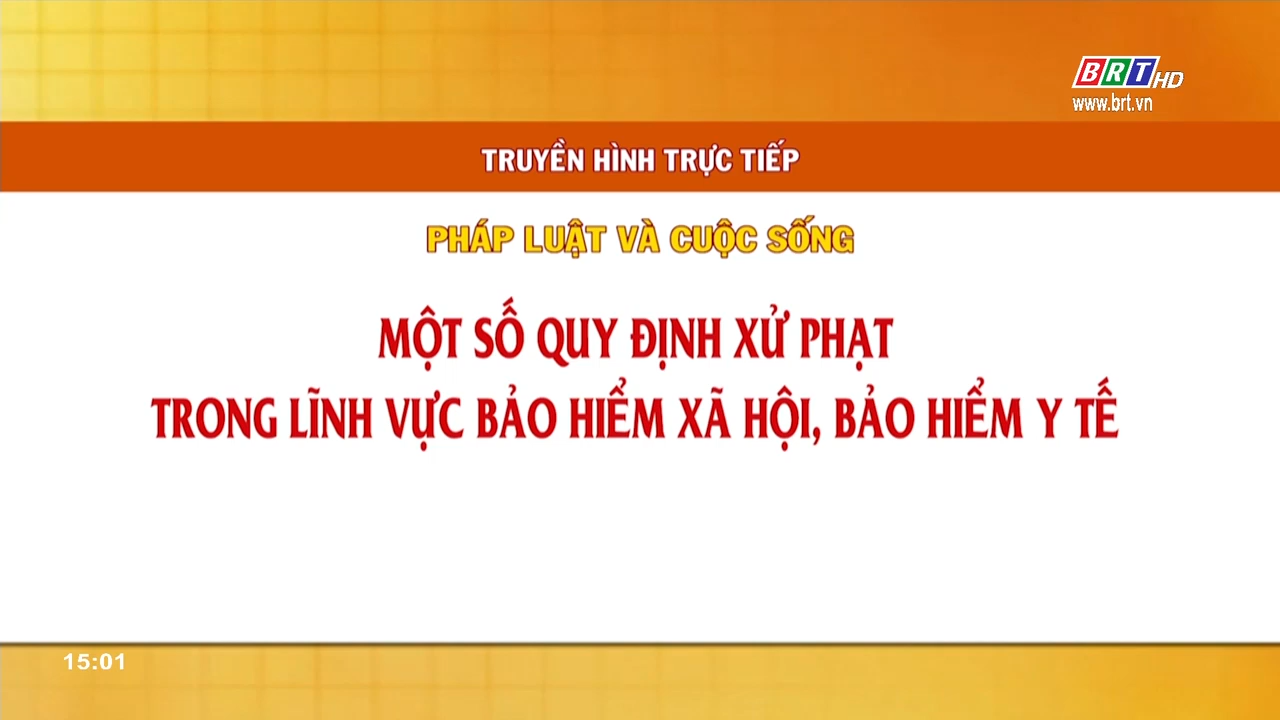 BRT HD
www.brt.vn
TRUYỀN HÌNH TRỰC TIẾP
PHÁP LUẬT VÀ CUỘC SỐNG
MỘT SỐ QUY ĐỊNH XỬ PHẠT
TRONG LĨNH VỰC BẢO HIỂM XÃ HỘI, BẢO HIỂM Y TẾ
15:01